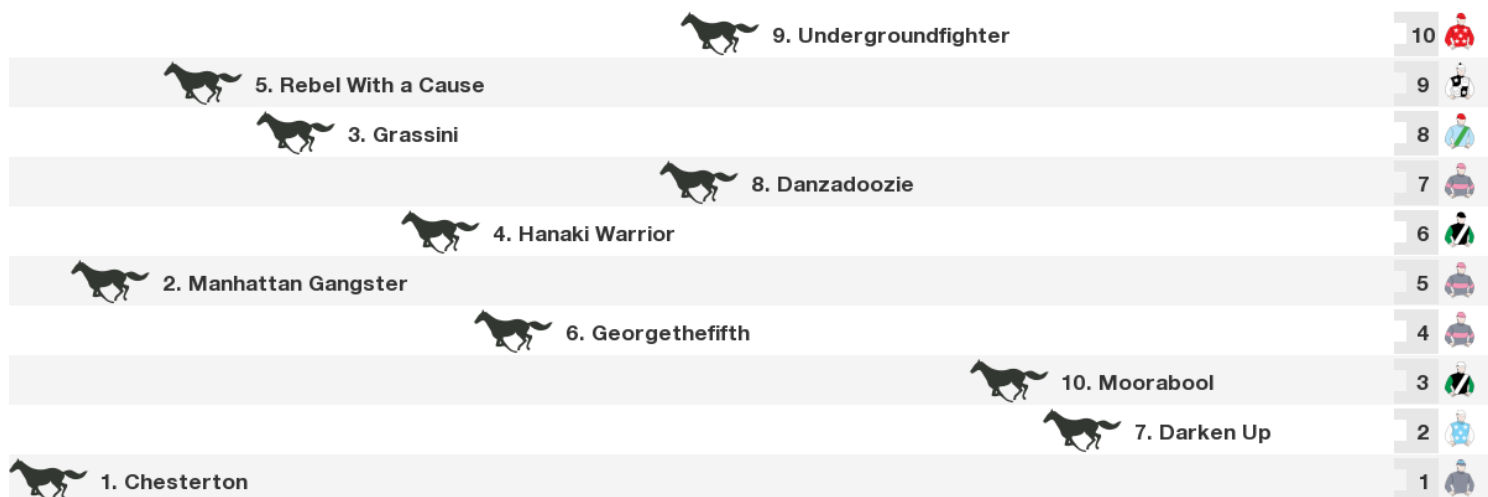 9. Undergroundfighter 10
5. Rebel With a Cause 9
3. Grassini 8
8. Danzadoozie 7
4. Hanaki Warrior 6
2. Manhattan Gangster 5
6. Georgethefifth 4
10. Moorabool 3
7. Darken Up 2
1. Chesterton 1